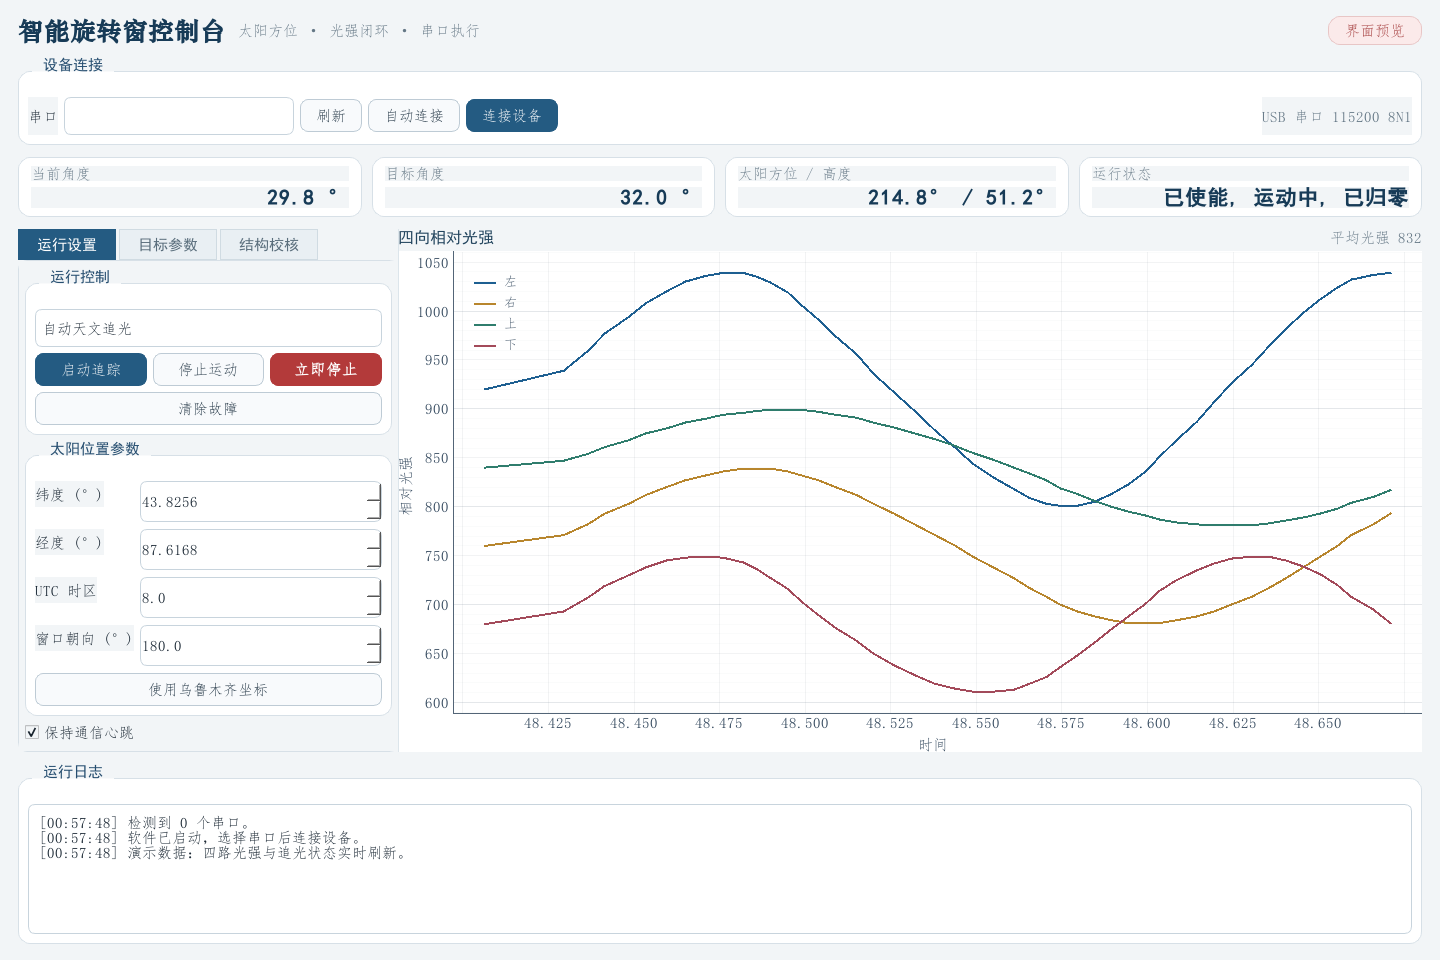 智能旋转窗控制台 太阳方位 • 光强闭环 • 串口执行 界面预览
设备连接
串口 刷新 自动连接 连接设备 USB 串口 115200 8N1
当前角度 目标角度 太阳方位 / 高度 运行状态
29.8 ° 32.0 ° 214.8° / 51.2° 已使能, 运动中, 已归零
运行设置 目标参数 结构校核
运行控制
自动天文追光
启动追踪 停止运动 立即停止
清除故障
太阳位置参数
纬度 (°) 43.8256
经度 (°) 87.6168
UTC 时区 8.0
窗口朝向 (°) 180.0
使用乌鲁木齐坐标
保持通信心跳
四向相对光强 平均光强 832
左
右
上
下
1050
1000
950
900
850
800
750
700
650
600
相对光强
48.425 48.450 48.475 48.500 48.525 48.550 48.575 48.600 48.625 48.650
时间
运行日志
[00:57:48] 检测到 0 个串口。
[00:57:48] 软件已启动，选择串口后连接设备。
[00:57:48] 演示数据：四路光强与追光状态实时刷新。